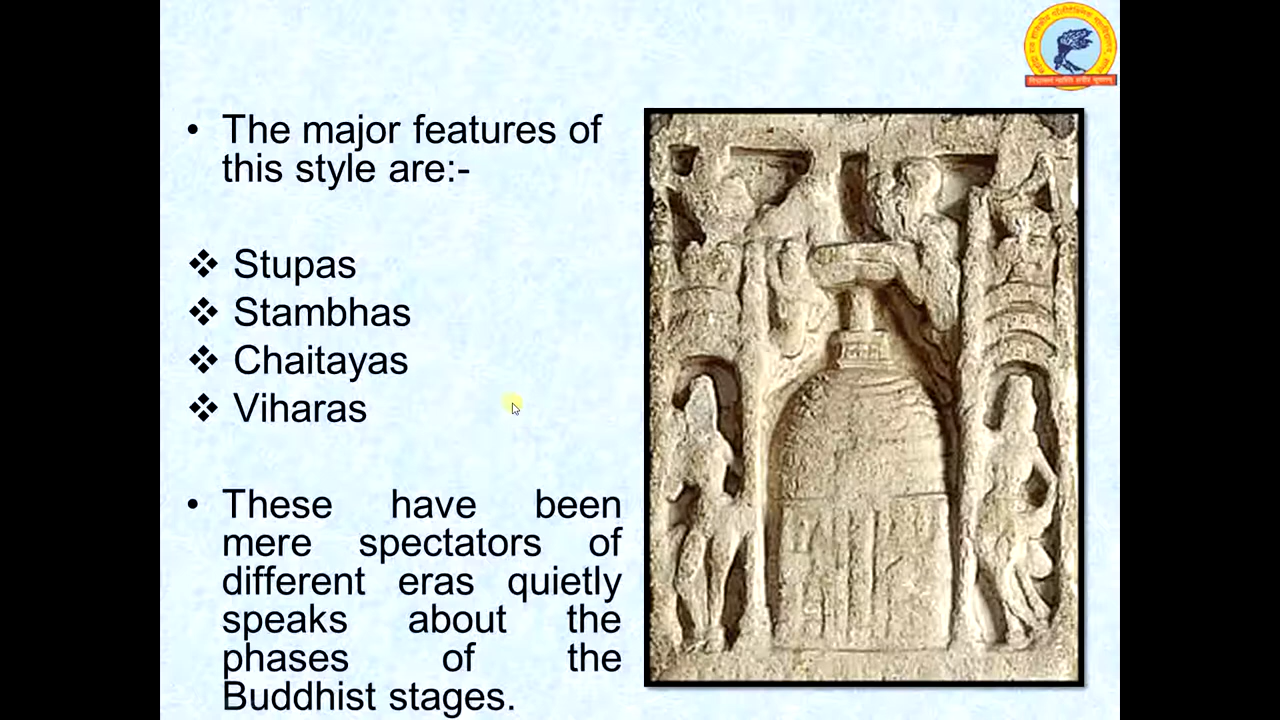 • The major features of
this style are:-
❖ Stupas
❖ Stambhas
❖ Chaitayas
❖ Viharas
• These have been
mere spectators of
different eras quietly
speaks about the
phases of the
Buddhist stages.